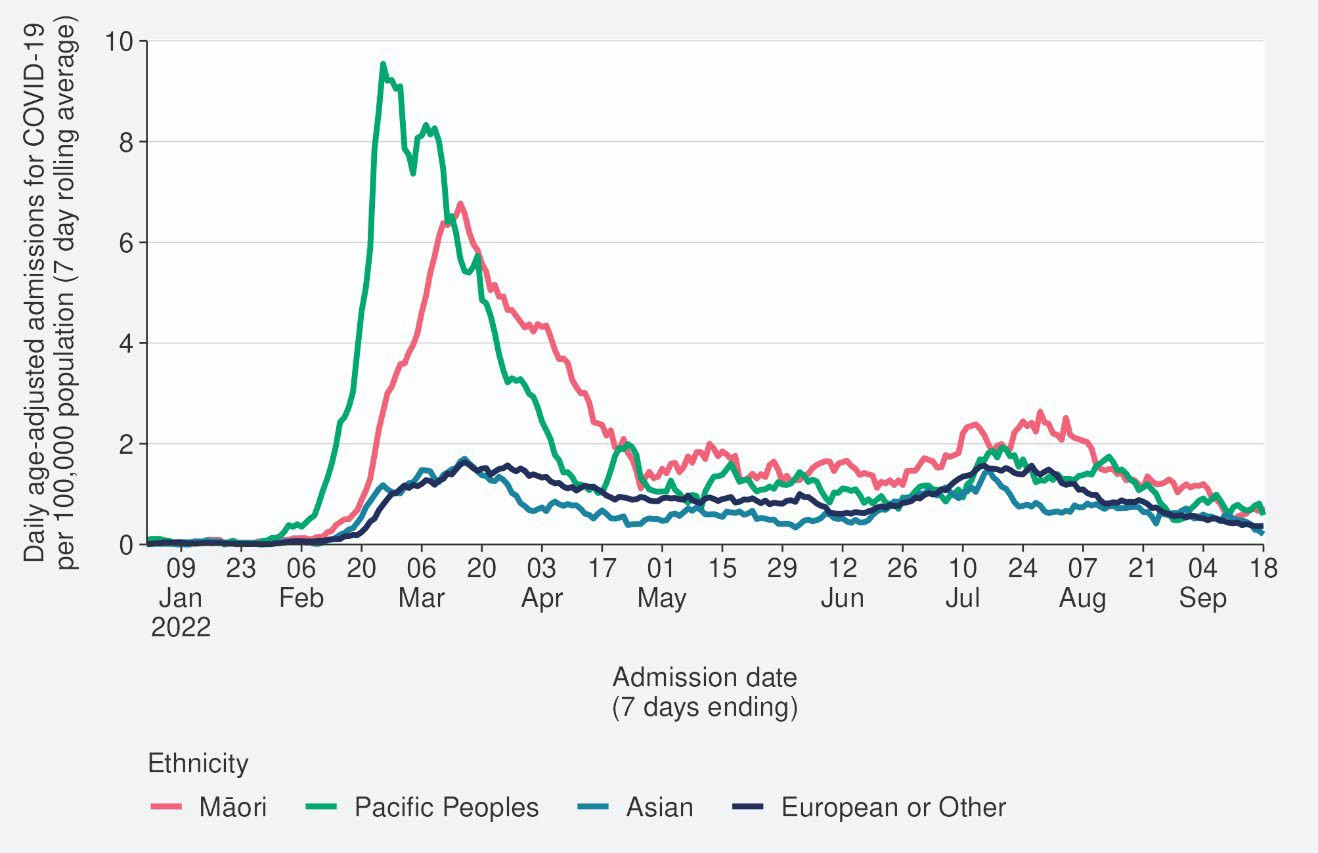 Daily age-adjusted admissions for COVID-19
per 100,000 population (7 day rolling average)
10
8
6
4
2
0
09 23 06 20 06 20 03 17 01 15 29 12 26 10 24 07 21 04 18
Jan Feb Mar Apr May Jun Jul Aug Sep
2022
Admission date
(7 days ending)
Ethnicity
Māori Pacific Peoples Asian European or Other